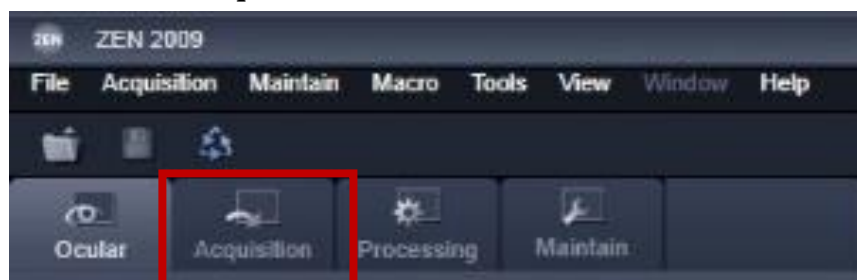 ZEN ZEN 2009
File Acquisition Maintain Macro Tools View Window Help
Ocular Acquisition Processing Maintain